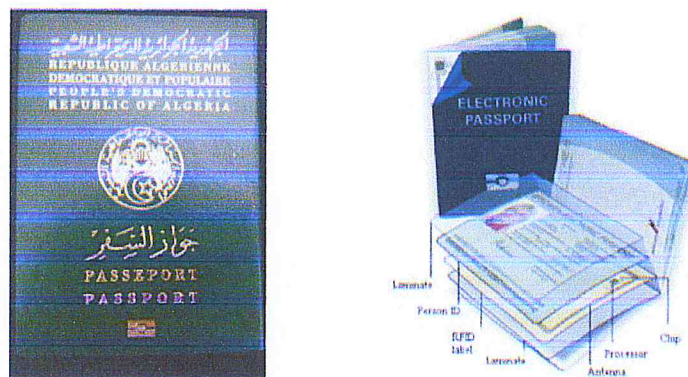 الجمهورية الجزائرية الديمقراطية الشعبية
REPUBLIQUE ALGERIENNE
DEMOCRATIQUE ET POPULAIRE
PEOPLE'S DEMOCRATIC
REPUBLIC OF ALGERIA
جواز السفر
PASSEPORT
PASSPORT
ELECTRONIC
PASSPORT
Laminate
Person ID
RFID
label
Laminate
Antenna
Processor
Chip